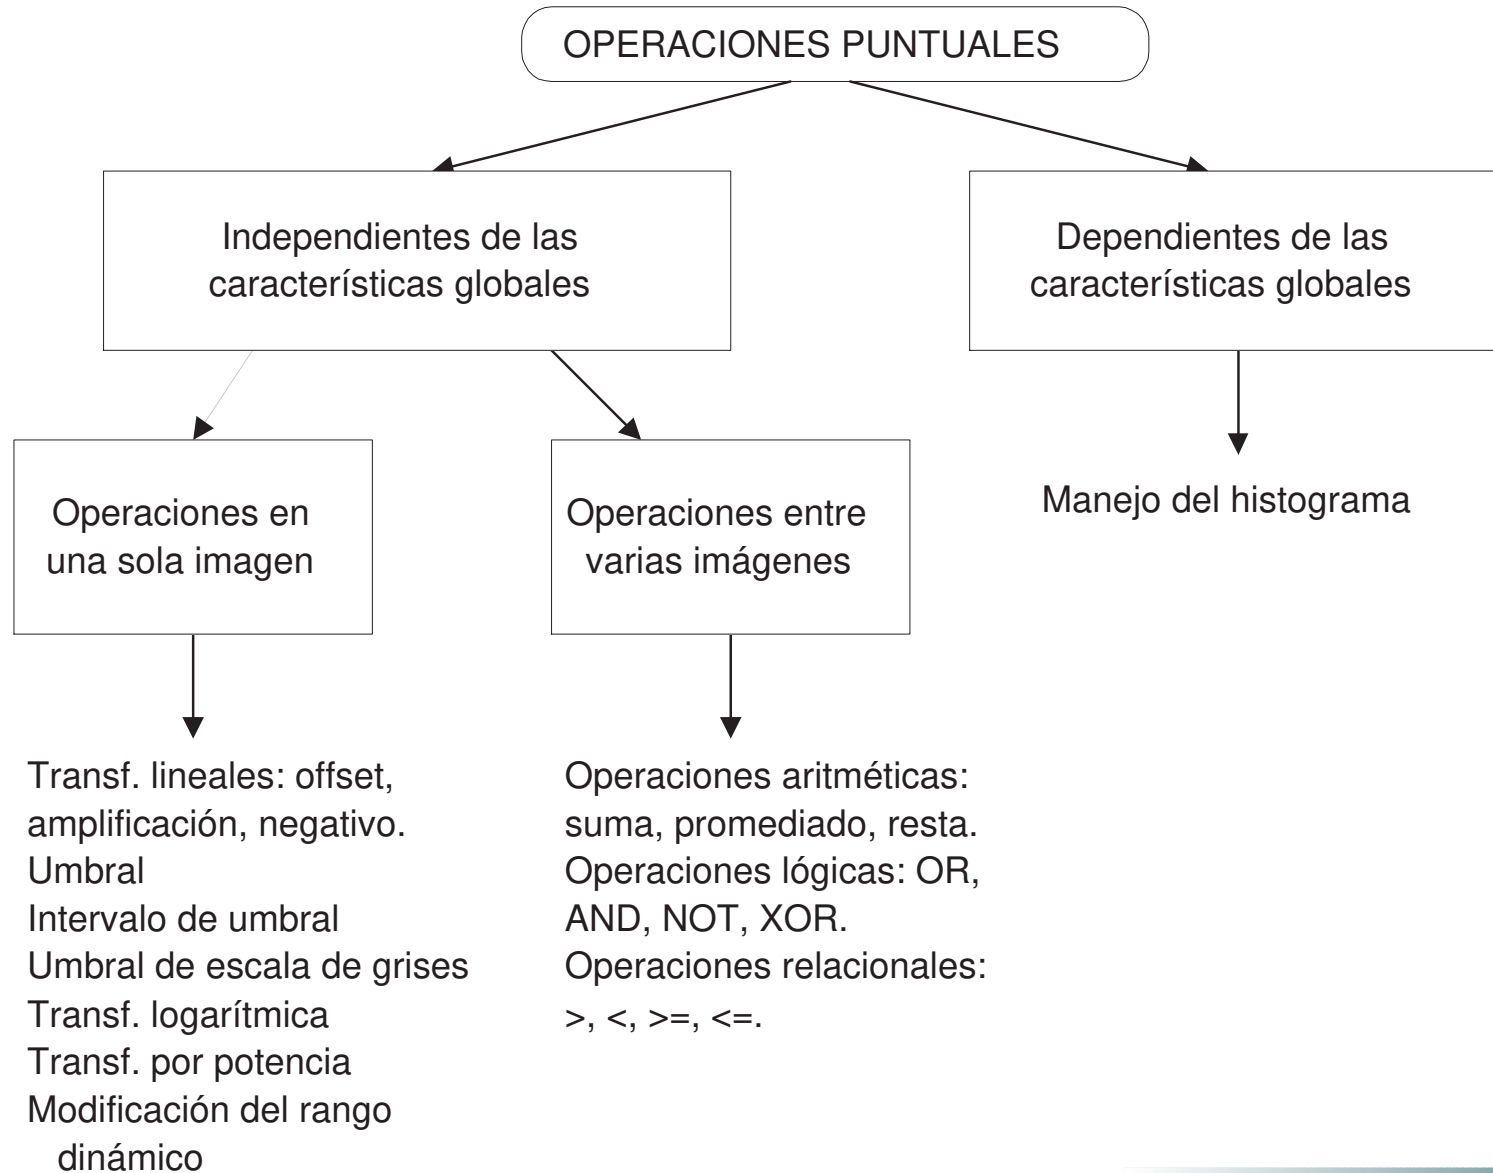 OPERACIONES PUNTUALES
Independientes de las
características globales
Dependientes de las
características globales
Operaciones en
una sola imagen
Operaciones entre
varias imágenes
Manejo del histograma
Transf. lineales: offset,
amplificación, negativo.
Umbral
Intervalo de umbral
Umbral de escala de grises
Transf. logarítmica
Transf. por potencia
Modificación del rango
dinámico
Operaciones aritméticas:
suma, promediado, resta.
Operaciones lógicas: OR,
AND, NOT, XOR.
Operaciones relacionales:
>, <, >=, <=.